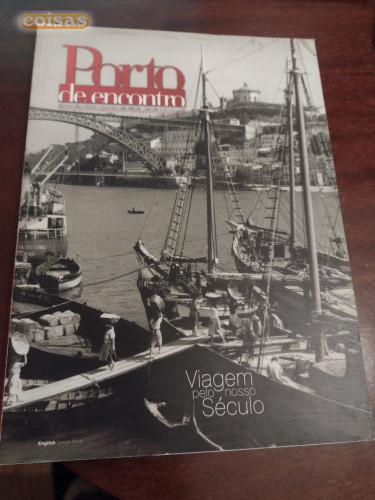 coisas
Porto
de encontro
Viagem
pelo nosso
Século
English